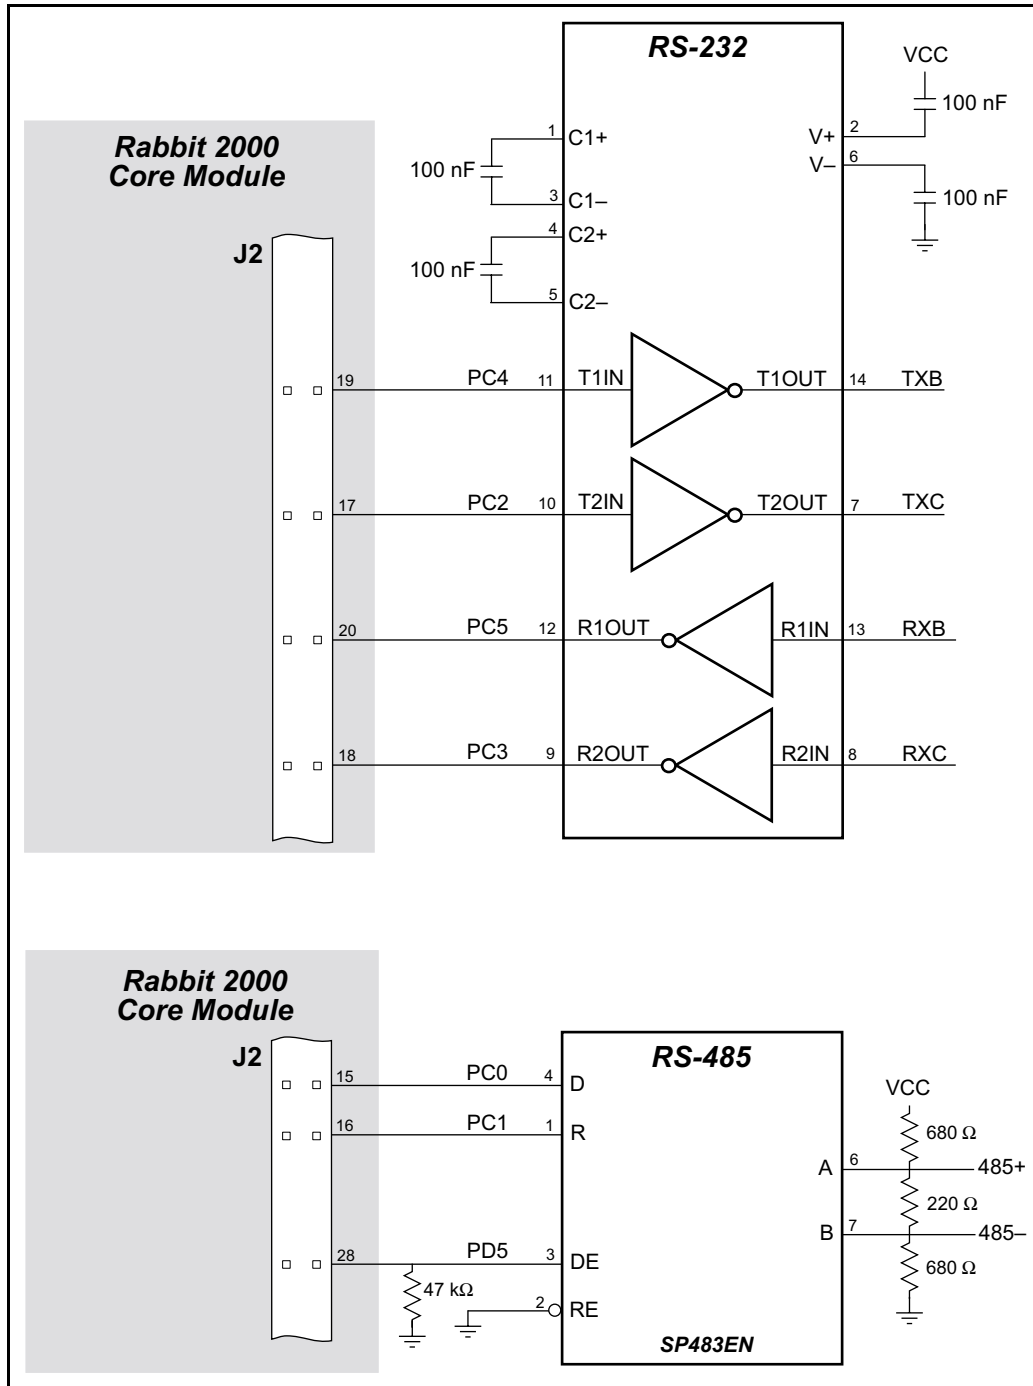 RS-232
VCC
100 nF
Rabbit 2000
Core Module
1 C1+
V+ 2
V– 6
100 nF
3 C1–
100 nF
4 C2+
J2
100 nF
5 C2–
19 PC4 11 T1IN T1OUT 14 TXB
17 PC2 10 T2IN T2OUT 7 TXC
20 PC5 12 R1OUT R1IN 13 RXB
18 PC3 9 R2OUT R2IN 8 RXC
Rabbit 2000
Core Module
J2
RS-485
15 PC0 4 D
VCC
16 PC1 1 R
680 Ω
A 6 485+
220 Ω
B 7 485–
28 PD5 3 DE
680 Ω
47 kΩ
2 RE
SP483EN